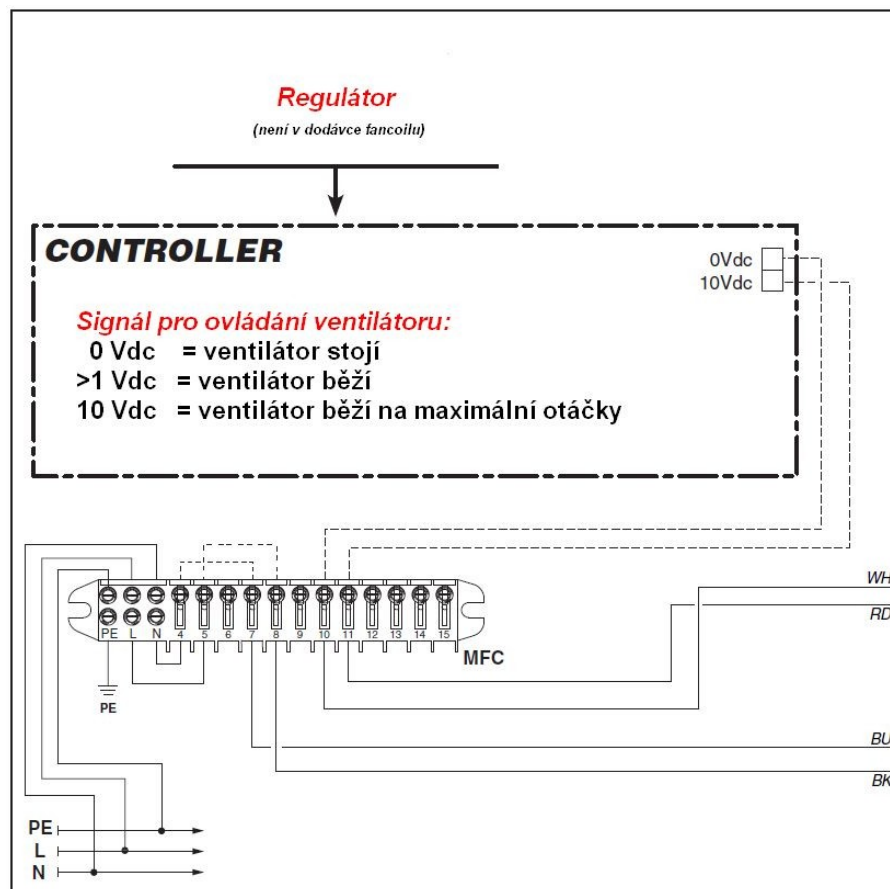 Regulátor
(není v dodávce fancoilu)
CONTROLLER
0Vdc
10Vdc
Signál pro ovládání ventilátoru:
0 Vdc = ventilátor stojí
>1 Vdc = ventilátor běží
10 Vdc = ventilátor běží na maximální otáčky
WH
RD
PE L N 4 5 6 7 8 9 10 11 12 13 14 15
MFC
PE
BU
BK
PE
L
N